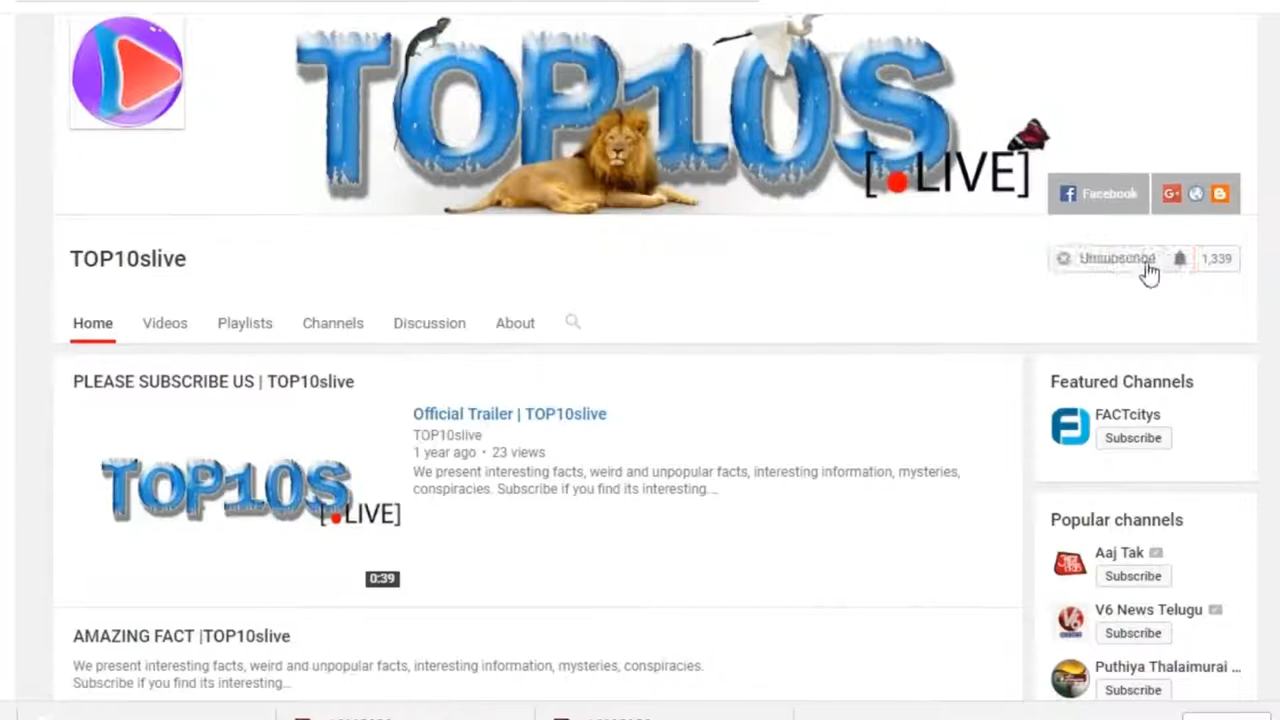 TOP10S
[.LIVE]
Facebook
TOP10slive
Unsubscribe 1,339
Home Videos Playlists Channels Discussion About
PLEASE SUBSCRIBE US | TOP10slive
TOP10S
[.LIVE]
0:39
Official Trailer | TOP10slive
TOP10slive
1 year ago • 23 views
We present interesting facts, weird and unpopular facts, interesting information, mysteries,
conspiracies. Subscribe if you find its interesting...
AMAZING FACT |TOP10slive
We present interesting facts, weird and unpopular facts, interesting information, mysteries, conspiracies.
Subscribe if you find its interesting...
Featured Channels
FACTcitys
Subscribe
Popular channels
Aaj Tak
Subscribe
V6 News Telugu
Subscribe
Puthiya Thalaimurai ...
Subscribe